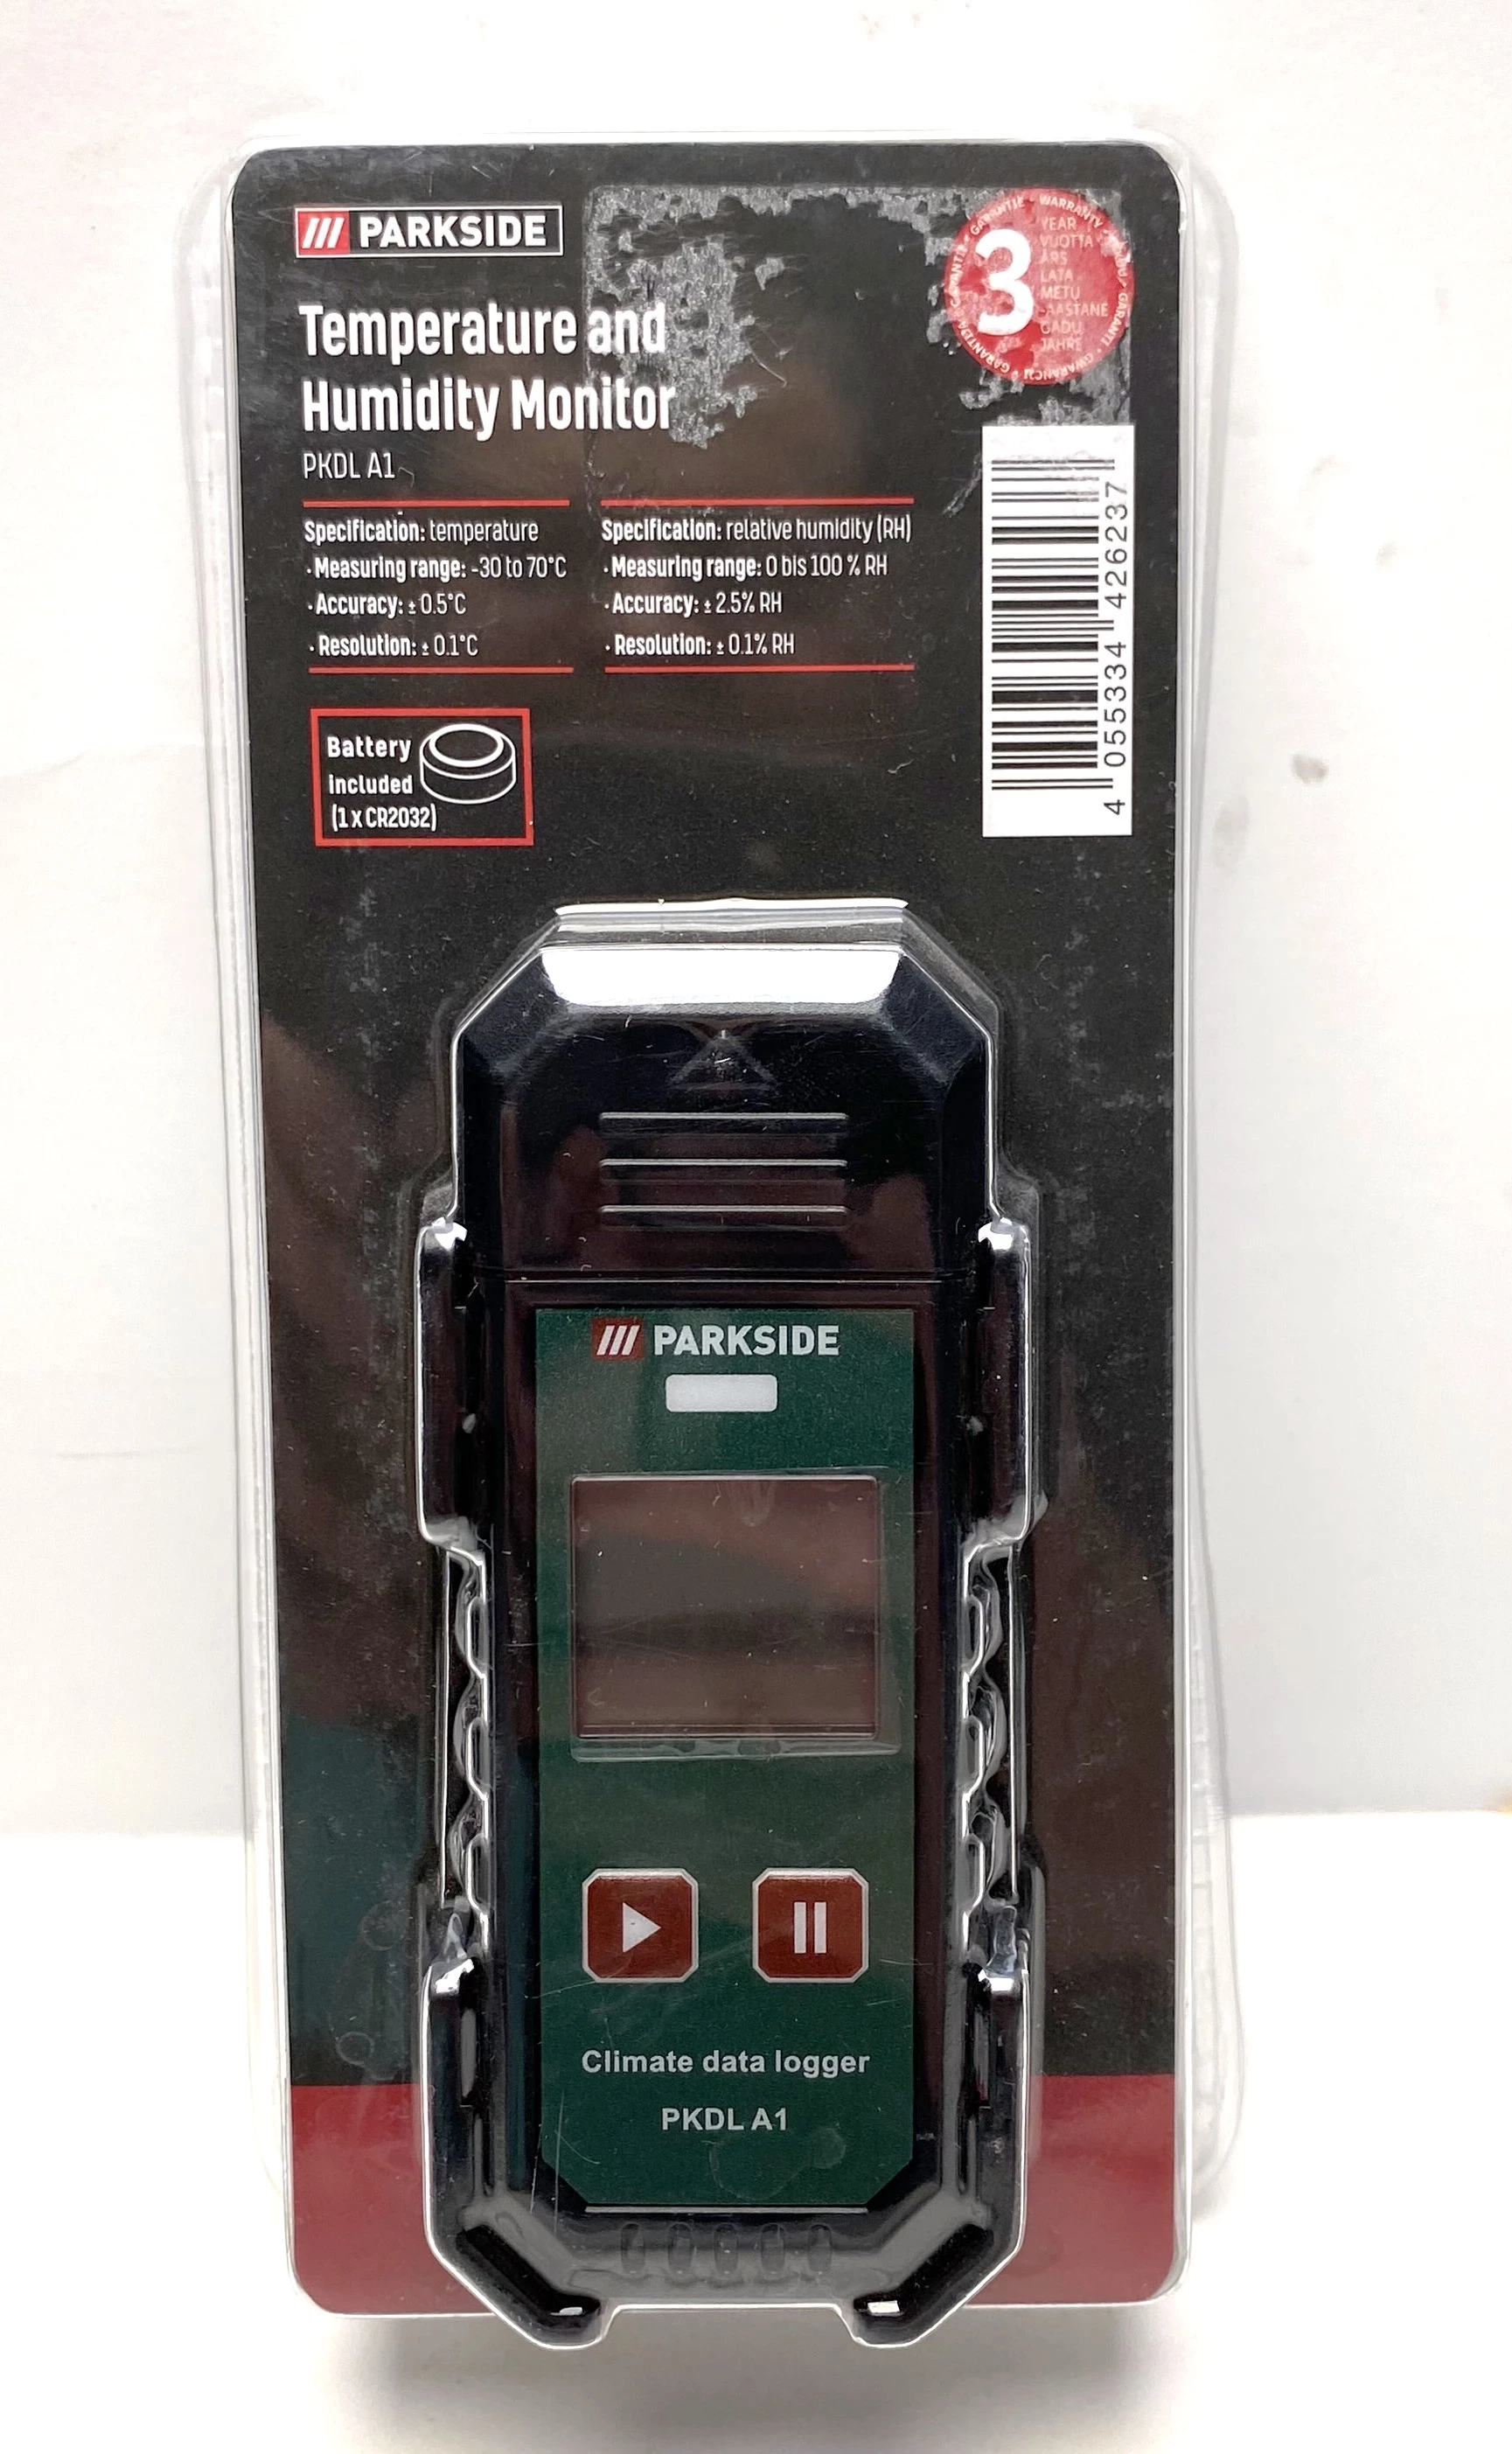 PARKSIDE
Temperature and
Humidity Monitor
PKDL A1
Specification: temperature
· Measuring range: -30 to 70°C
· Accuracy: ± 0.5°C
· Resolution: ± 0.1°C
Specification: relative humidity (RH)
· Measuring range: 0 bis 100 % RH
· Accuracy: ± 2.5% RH
· Resolution: ± 0.1% RH
Battery
included
(1 x CR2032)
GARANTIE · WARRANTY
3
YEAR
VUOTTA
ÅRS
LATA
METŲ
AASTANE
GADU
JAHRE
4 055334 426237
PARKSIDE
Climate data logger
PKDL A1